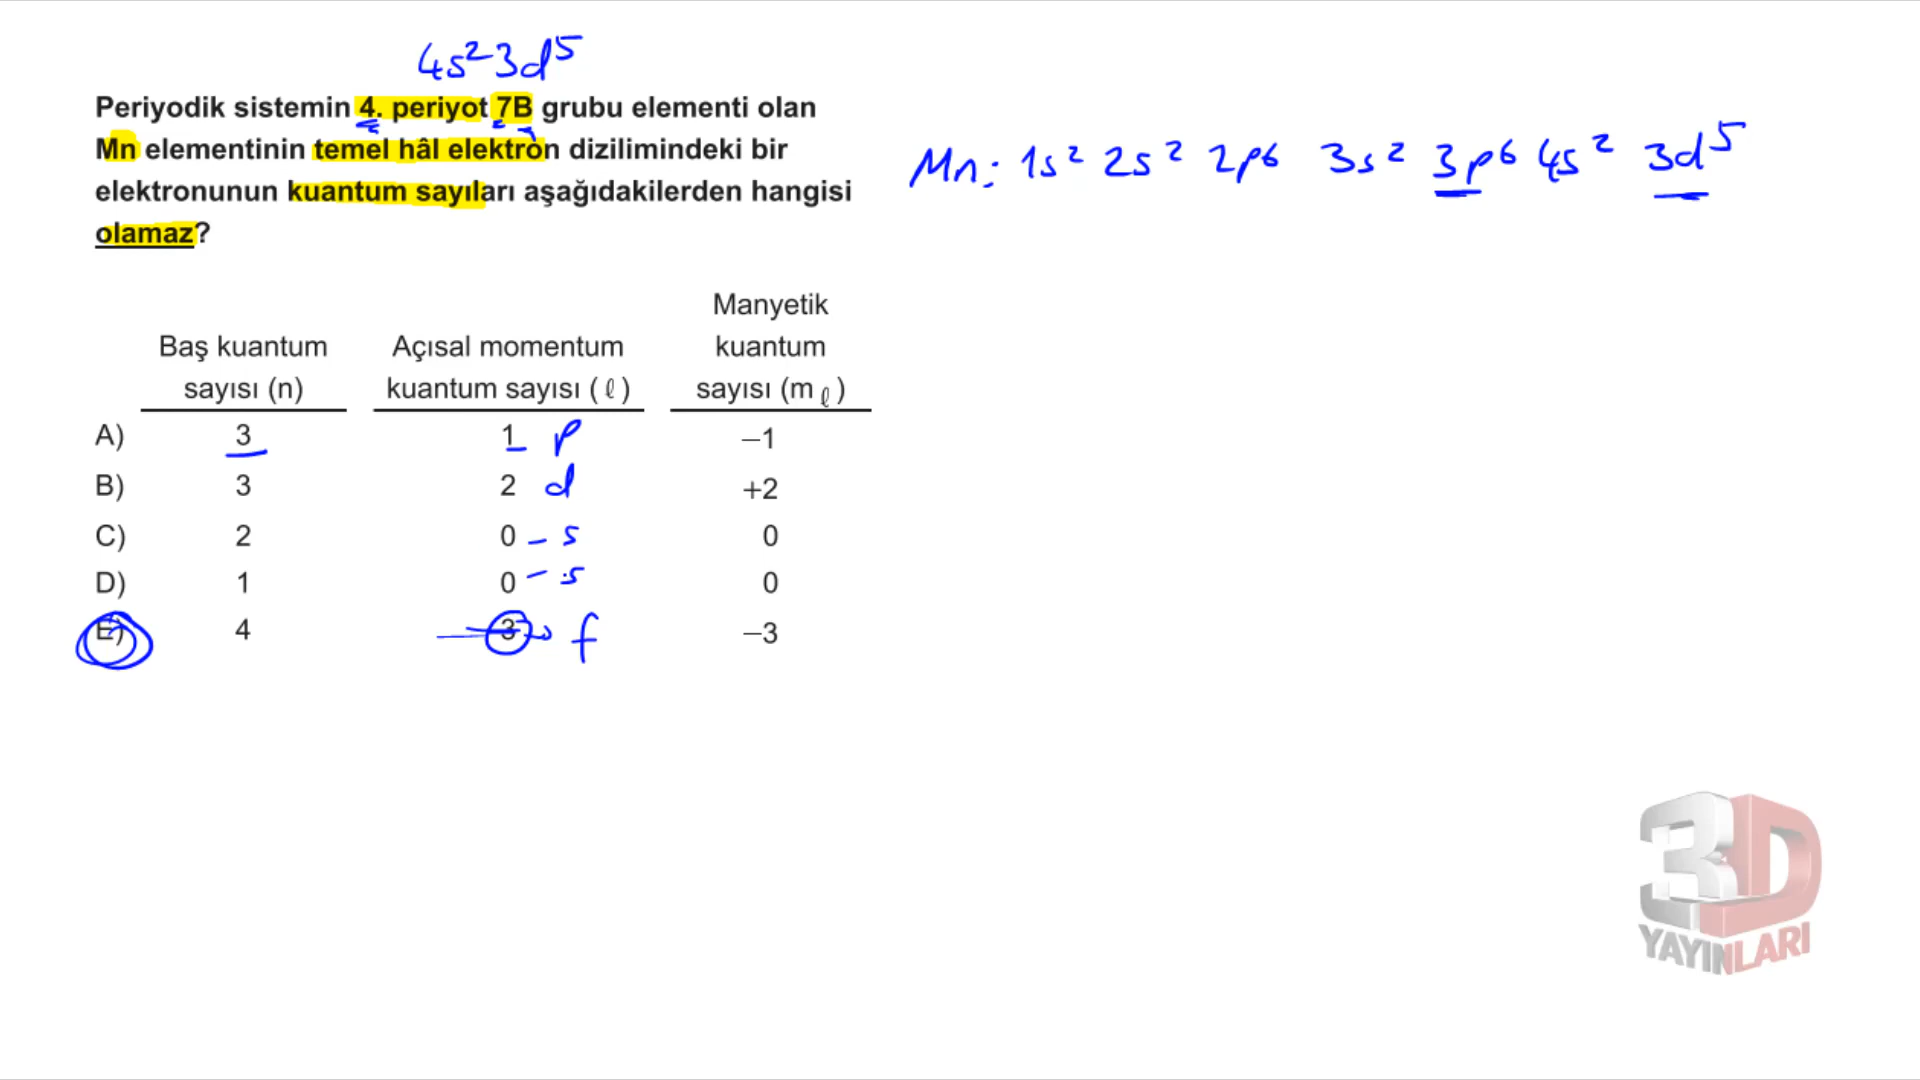 4s² 3d⁵
Periyodik sistemin 4. periyot 7B grubu elementi olan
Mn elementinin temel hâl elektron dizilimindeki bir
elektronunun kuantum sayıları aşağıdakilerden hangisi
olamaz?
Mn: 1s² 2s² 2p⁶ 3s² 3p⁶ 4s² 3d⁵
Baş kuantum sayısı (n)
Açısal momentum kuantum sayısı (ℓ)
Manyetik kuantum sayısı (m ℓ)
A) 3 1 p −1
B) 3 2 d +2
C) 2 0 – s 0
D) 1 0 – s 0
E) 4 3 → f −3
3D
YAYINLARI